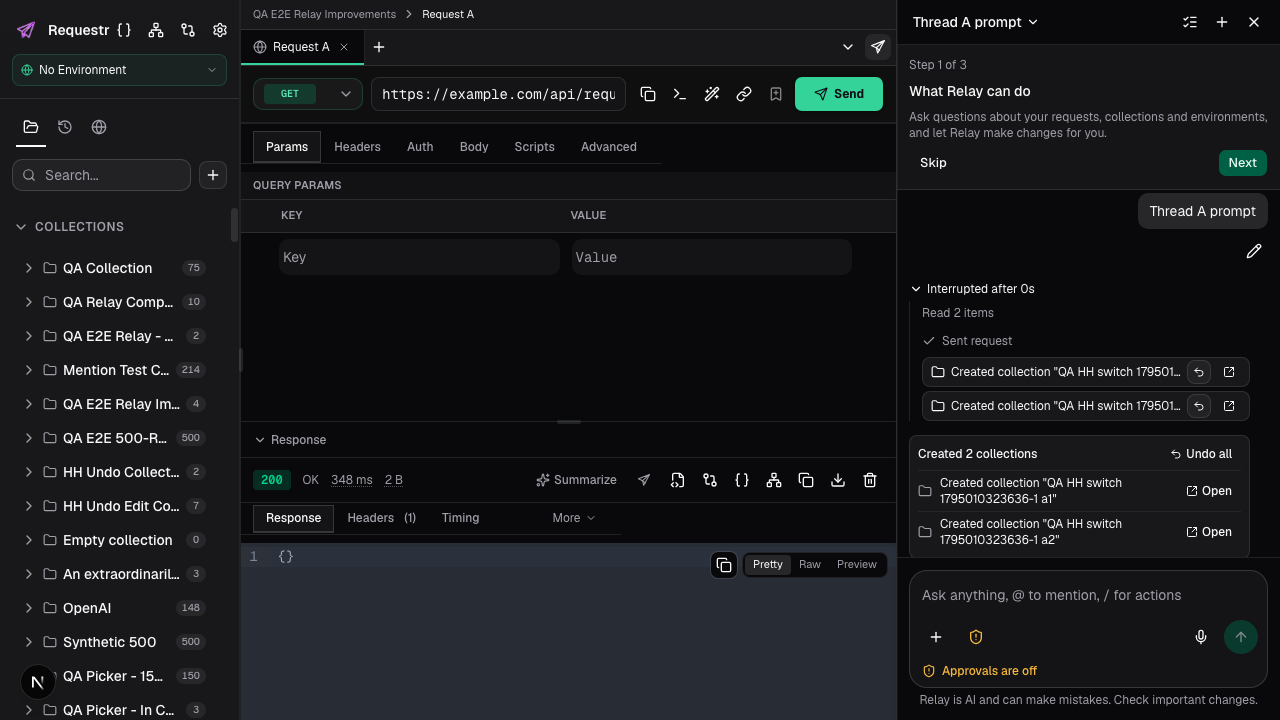 Requestr
No Environment
Search...
COLLECTIONS
QA Collection 75
QA Relay Comp... 10
QA E2E Relay - ... 2
Mention Test C... 214
QA E2E Relay Im... 4
QA E2E 500-R... 500
HH Undo Collect... 2
HH Undo Edit Co... 7
Empty collection 0
An extraordinaril... 3
OpenAI 148
Synthetic 500 500
QA Picker - 15... 150
QA Picker - In C... 3
N
QA E2E Relay Improvements > Request A
Request A
GET https://example.com/api/requ
Send
Params Headers Auth Body Scripts Advanced
QUERY PARAMS
KEY VALUE
Key Value
Response
200 OK 348 ms 2 B Summarize
Response Headers (1) Timing More
1 {}
Pretty Raw Preview
Thread A prompt
Step 1 of 3
What Relay can do
Ask questions about your requests, collections and environments,
and let Relay make changes for you.
Skip Next
Thread A prompt
Interrupted after 0s
Read 2 items
Sent request
Created collection "QA HH switch 179501...
Created collection "QA HH switch 179501...
Created 2 collections Undo all
Created collection "QA HH switch
1795010323636-1 a1" Open
Created collection "QA HH switch
1795010323636-1 a2" Open
Ask anything, @ to mention, / for actions
Approvals are off
Relay is AI and can make mistakes. Check important changes.